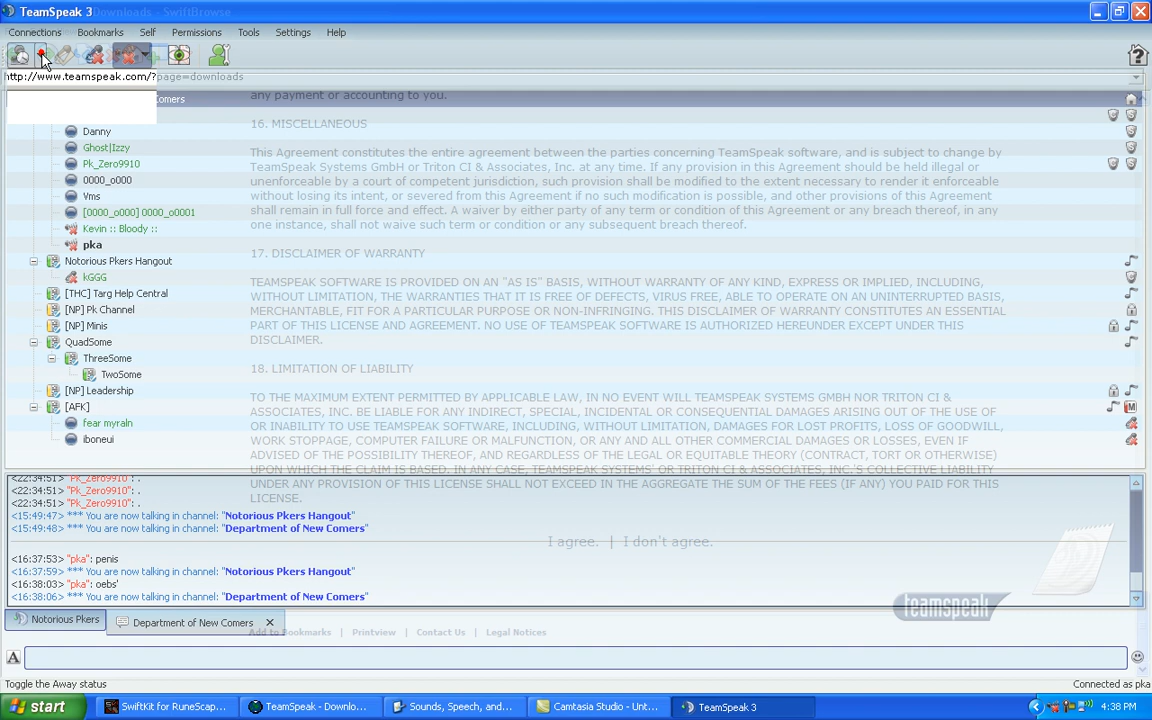 TeamSpeak 3
Downloads - SwiftBrowse
Connections Bookmarks Self Permissions Tools Settings Help
http://www.teamspeak.com/?page=downloads
Comers
any payment or accounting to you.
16. MISCELLANEOUS
Danny
Ghost|Izzy
Pk_Zero9910
0000_o000
Vms
[0000_o000] 0000_o0001
Kevin :: Bloody ::
pka
Notorious Pkers Hangout
kGGG
[THC] Targ Help Central
[NP] Pk Channel
[NP] Minis
QuadSome
ThreeSome
TwoSome
[NP] Leadership
[AFK]
fear myrain
iboneui
This Agreement constitutes the entire agreement between the parties concerning TeamSpeak software, and is subject to change by
TeamSpeak Systems GmbH or Triton CI & Associates, Inc. at any time. If any provision in this Agreement should be held illegal or
unenforceable by a court of competent jurisdiction, such provision shall be modified to the extent necessary to render it enforceable
without losing its intent, or severed from this Agreement if no such modification is possible, and other provisions of this Agreement
shall remain in full force and effect. A waiver by either party of any term or condition of this Agreement or any breach thereof, in any
one instance, shall not waive such term or condition or any subsequent breach thereof.
17. DISCLAIMER OF WARRANTY
TEAMSPEAK SOFTWARE IS PROVIDED ON AN "AS IS" BASIS, WITHOUT WARRANTY OF ANY KIND, EXPRESS OR IMPLIED, INCLUDING,
WITHOUT LIMITATION, THE WARRANTIES THAT IT IS FREE OF DEFECTS, VIRUS FREE, ABLE TO OPERATE ON AN UNINTERRUPTED BASIS,
MERCHANTABLE, FIT FOR A PARTICULAR PURPOSE OR NON-INFRINGING. THIS DISCLAIMER OF WARRANTY CONSTITUTES AN ESSENTIAL
PART OF THIS LICENSE AND AGREEMENT. NO USE OF TEAMSPEAK SOFTWARE IS AUTHORIZED HEREUNDER EXCEPT UNDER THIS
DISCLAIMER.
18. LIMITATION OF LIABILITY
TO THE MAXIMUM EXTENT PERMITTED BY APPLICABLE LAW, IN NO EVENT WILL TEAMSPEAK SYSTEMS GMBH NOR TRITON CI &
ASSOCIATES, INC. BE LIABLE FOR ANY INDIRECT, SPECIAL, INCIDENTAL OR CONSEQUENTIAL DAMAGES ARISING OUT OF THE USE OF
OR INABILITY TO USE TEAMSPEAK SOFTWARE, INCLUDING, WITHOUT LIMITATION, DAMAGES FOR LOST PROFITS, LOSS OF GOODWILL,
WORK STOPPAGE, COMPUTER FAILURE OR MALFUNCTION, OR ANY AND ALL OTHER COMMERCIAL DAMAGES OR LOSSES, EVEN IF
ADVISED OF THE POSSIBILITY THEREOF, AND REGARDLESS OF THE LEGAL OR EQUITABLE THEORY (CONTRACT, TORT OR OTHERWISE)
UPON WHICH THE CLAIM IS BASED. IN ANY CASE, TEAMSPEAK SYSTEMS' OR TRITON CI & ASSOCIATES, INC.'S COLLECTIVE LIABILITY
UNDER ANY PROVISION OF THIS LICENSE SHALL NOT EXCEED IN THE AGGREGATE THE SUM OF THE FEES (IF ANY) YOU PAID FOR THIS
LICENSE.
I agree. | I don't agree.
<22:34:51> "Pk_Zero9910": .
<22:34:51> "Pk_Zero9910": .
<22:34:51> "Pk_Zero9910": .
<15:49:47> *** You are now talking in channel: "Notorious Pkers Hangout"
<15:49:48> *** You are now talking in channel: "Department of New Comers"
<16:37:53> "pka": penis
<16:37:59> *** You are now talking in channel: "Notorious Pkers Hangout"
<16:38:03> "pka": oebs'
<16:38:06> *** You are now talking in channel: "Department of New Comers"
teamspeak
Notorious Pkers Department of New Comers
Add to Bookmarks | Printview | Contact Us | Legal Notices
A
Toggle the Away status Connected as pka
start SwiftKit for RuneScap... TeamSpeak - Downlo... Sounds, Speech, and... Camtasia Studio - Unt... TeamSpeak 3 4:38 PM